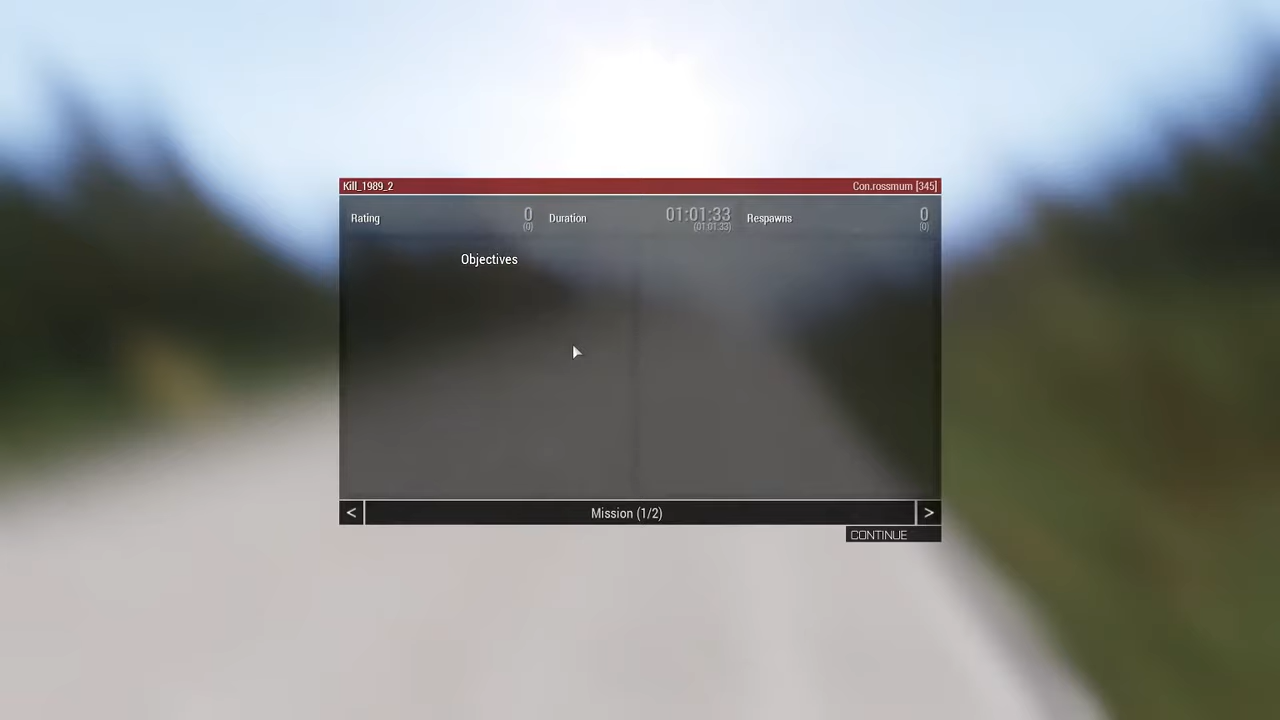 Kill_1989_2 Con.rossmum [345]
Rating 0 Duration 01:01:33 Respawns 0
(0) (01:01:33) (0)
Objectives
< Mission (1/2) >
CONTINUE